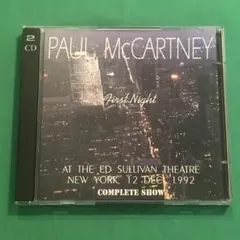 2
CD
PAUL McCARTNEY
First Night
AT THE ED SULLIVAN THEATRE
NEW YORK, 12 DEC, 1992
COMPLETE SHOW